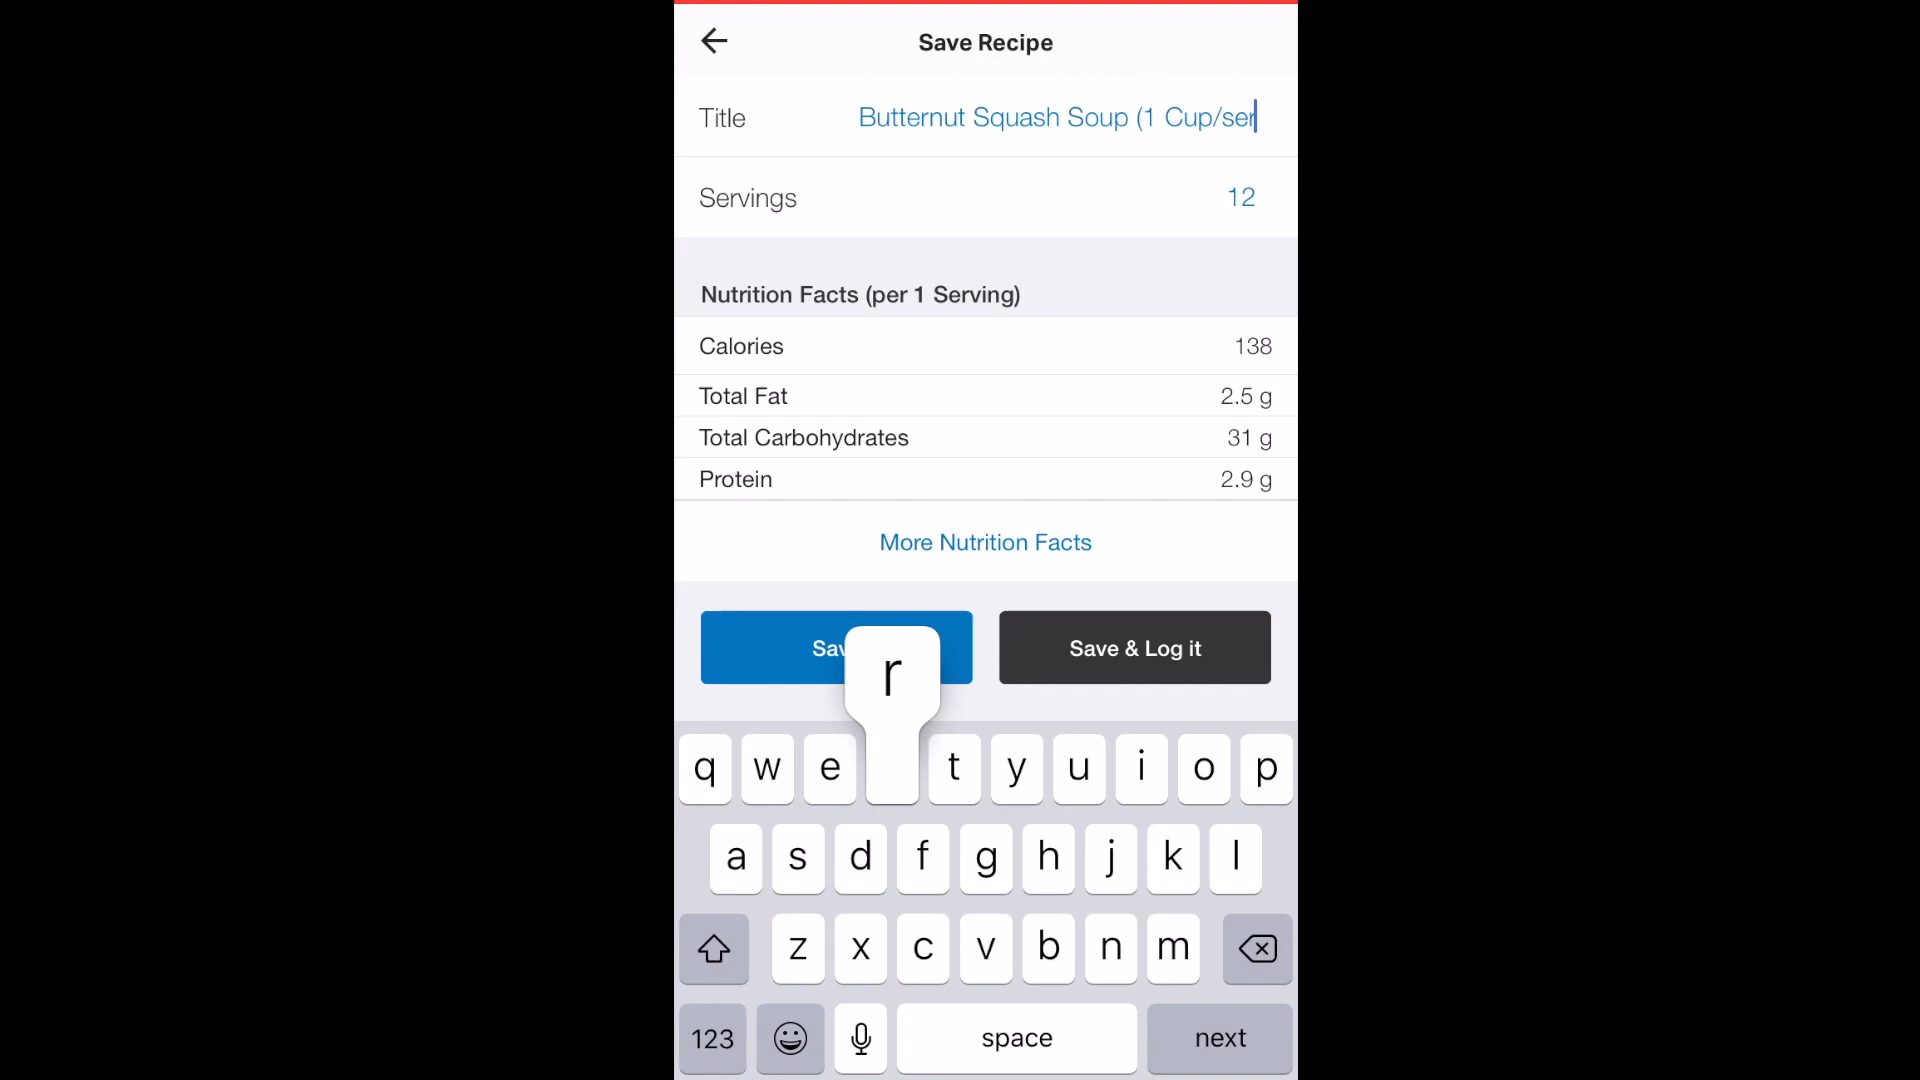 Save Recipe
Title Butternut Squash Soup (1 Cup/ser
Servings 12
Nutrition Facts (per 1 Serving)
Calories 138
Total Fat 2.5 g
Total Carbohydrates 31 g
Protein 2.9 g
More Nutrition Facts
Sav Save & Log it
r
q w e t y u i o p
a s d f g h j k l
z x c v b n m
123 space next